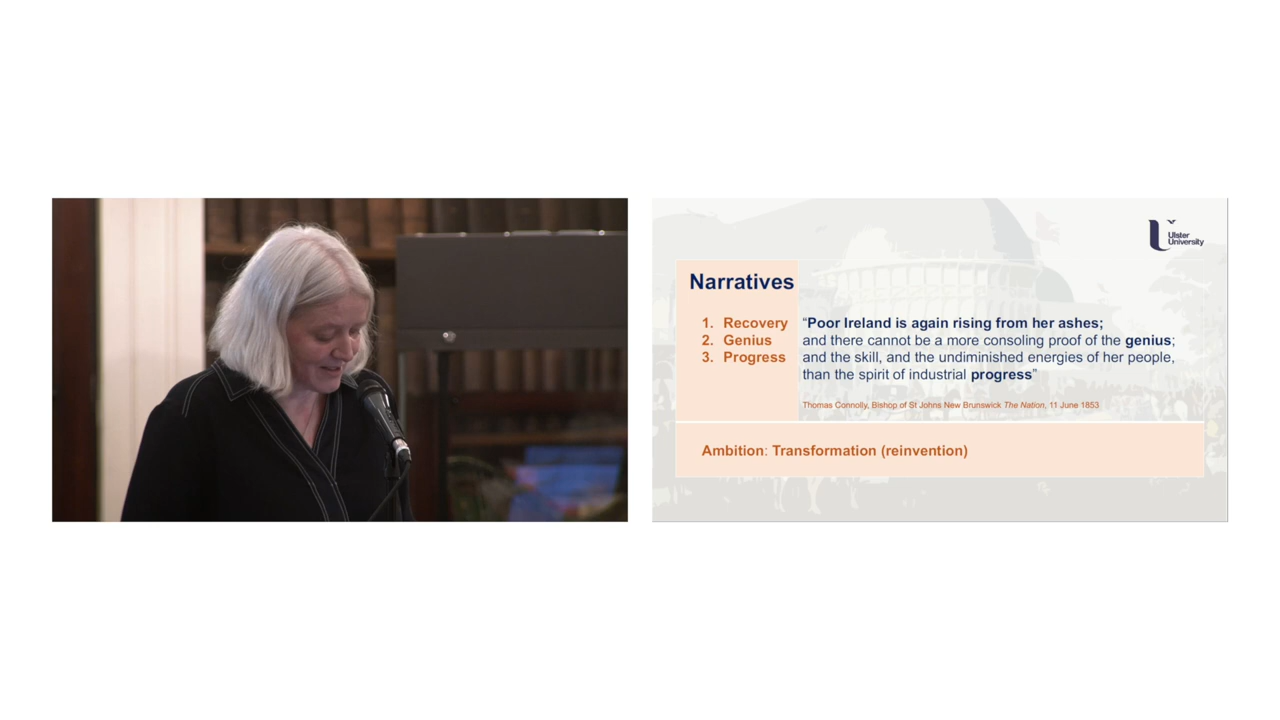 Ulster
University
Narratives
1. Recovery
2. Genius
3. Progress
“Poor Ireland is again rising from her ashes;
and there cannot be a more consoling proof of the genius;
and the skill, and the undiminished energies of her people,
than the spirit of industrial progress”
Thomas Connolly, Bishop of St Johns New Brunswick The Nation, 11 June 1853
Ambition: Transformation (reinvention)